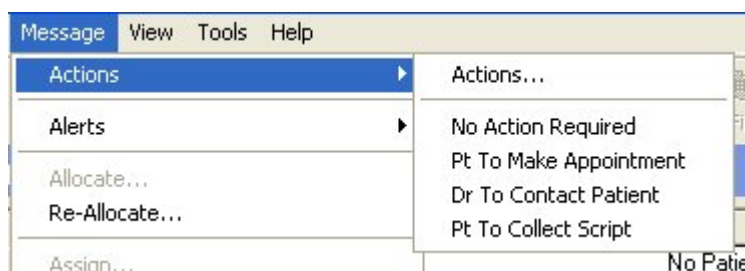 Message View Tools Help
Actions
Alerts
Allocate...
Re-Allocate...
Assign...
Actions...
No Action Required
Pt To Make Appointment
Dr To Contact Patient
Pt To Collect Script
No